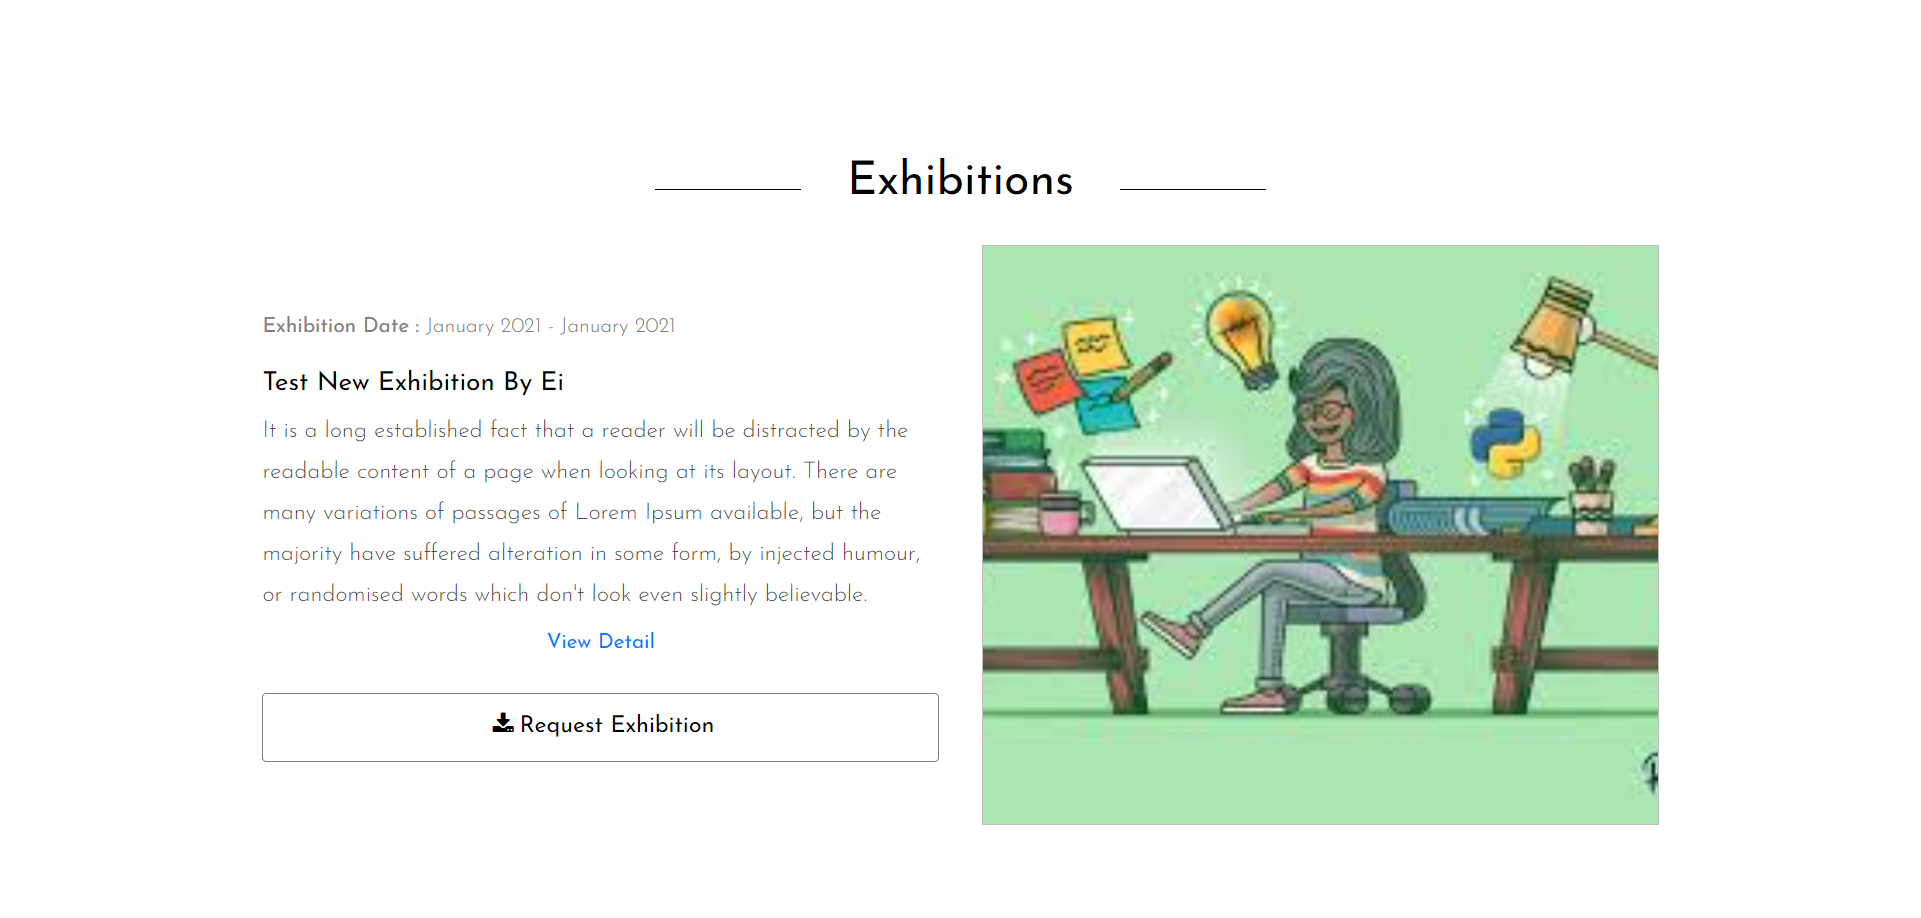 Exhibitions
Exhibition Date : January 2021 - January 2021
Test New Exhibition By Ei
It is a long established fact that a reader will be distracted by the
readable content of a page when looking at its layout. There are
many variations of passages of Lorem Ipsum available, but the
majority have suffered alteration in some form, by injected humour,
or randomised words which don't look even slightly believable.
View Detail
Request Exhibition